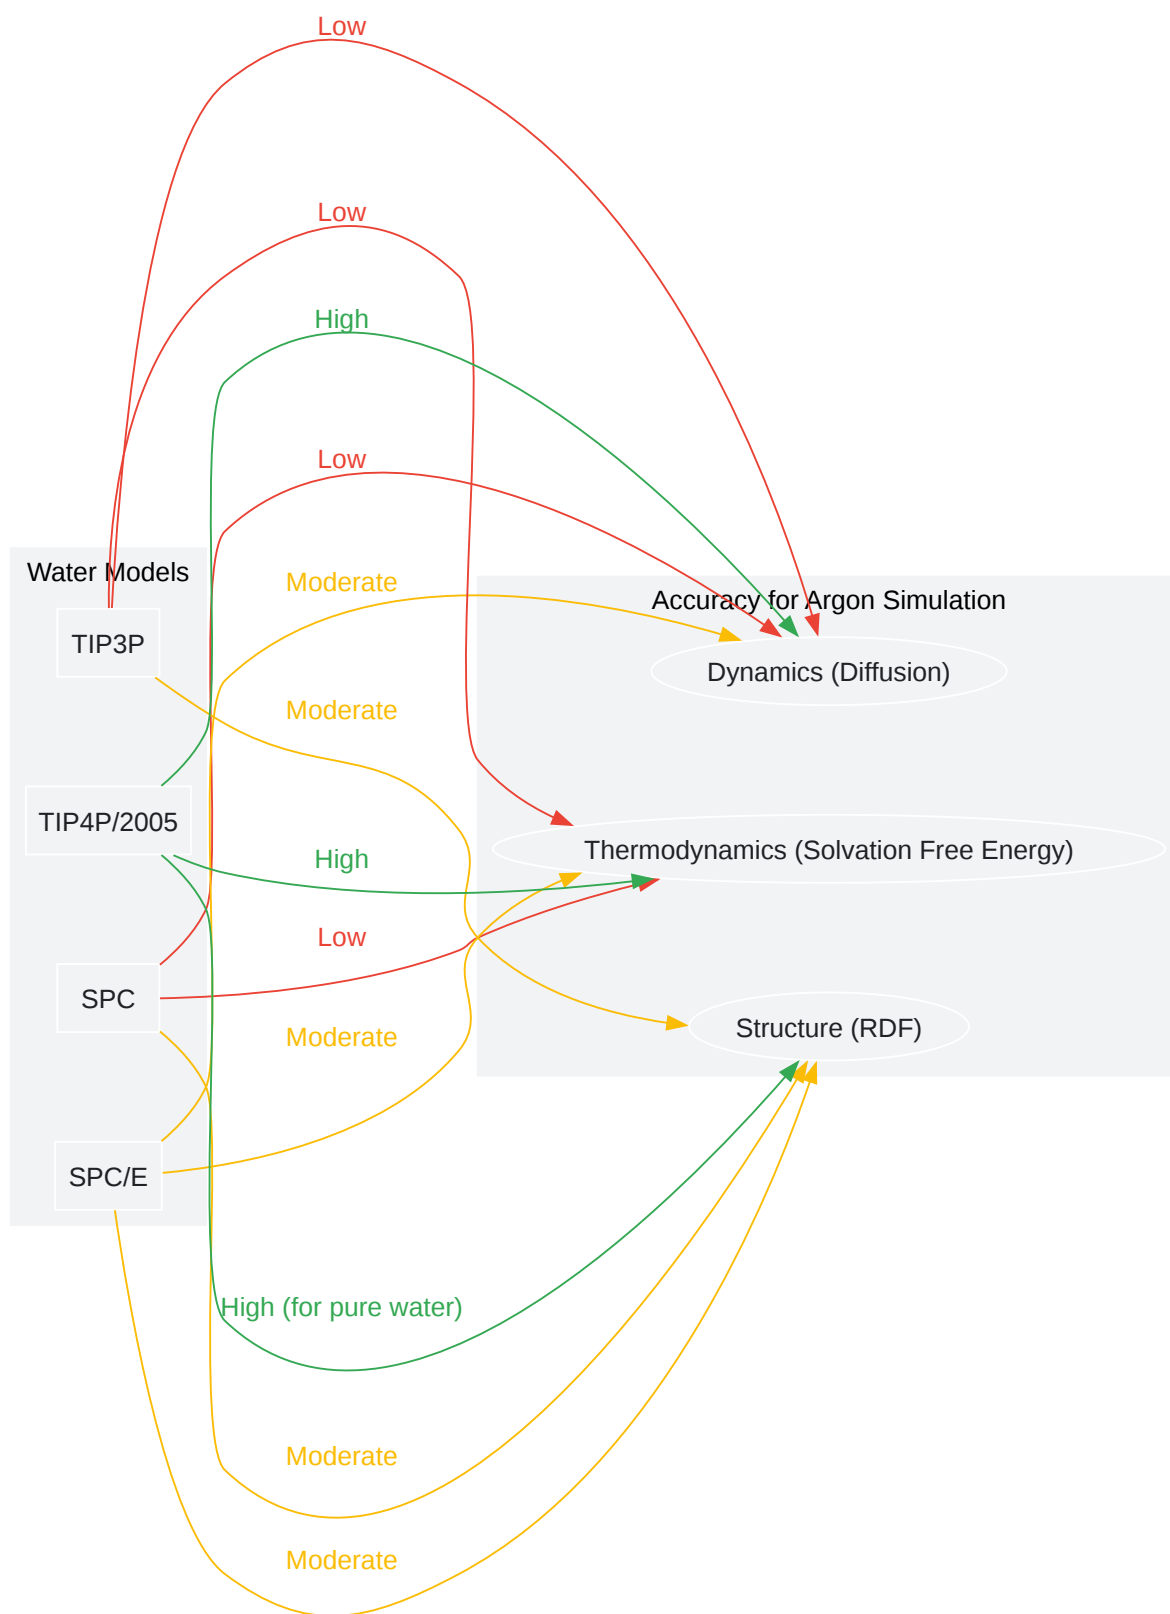 Low
Low
High
Low
Water Models
Moderate
Accuracy for Argon Simulation
TIP3P
Dynamics (Diffusion)
Moderate
TIP4P/2005
High
Thermodynamics (Solvation Free Energy)
Low
SPC
Moderate
Structure (RDF)
SPC/E
High (for pure water)
Moderate
Moderate